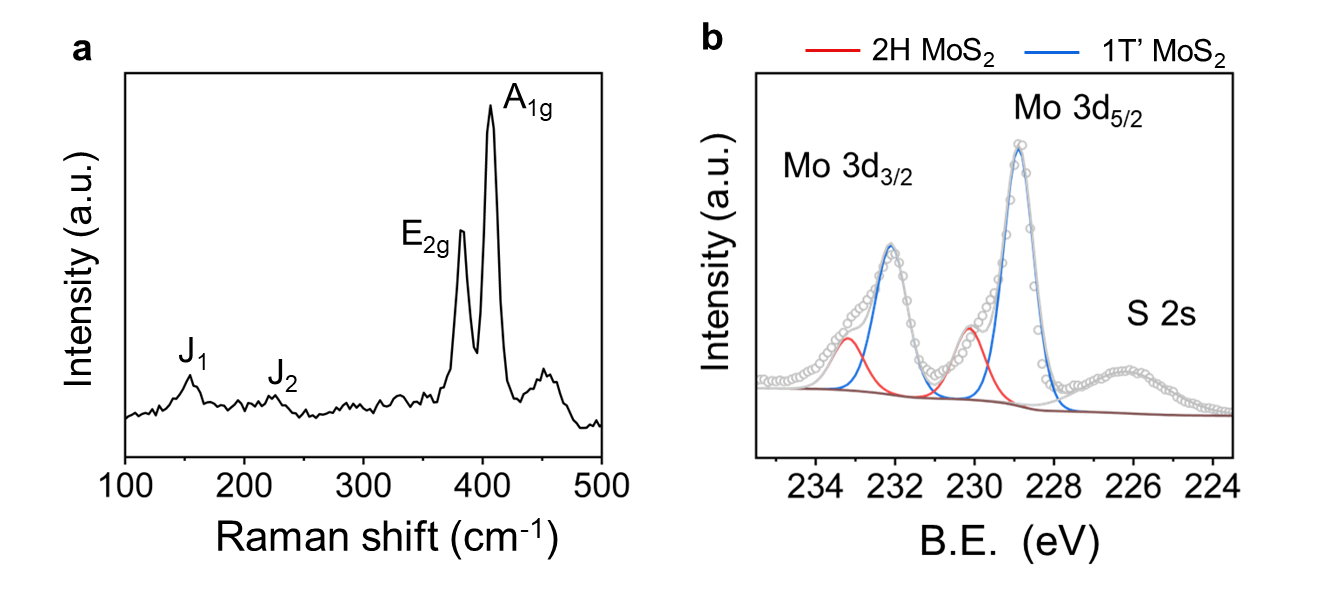 a
A1g
E2g
J1
J2
Intensity (a.u.)
100 200 300 400 500
Raman shift (cm-1)
b
2H MoS2 1T’ MoS2
Mo 3d5/2
Mo 3d3/2
S 2s
Intensity (a.u.)
234 232 230 228 226 224
B.E. (eV)